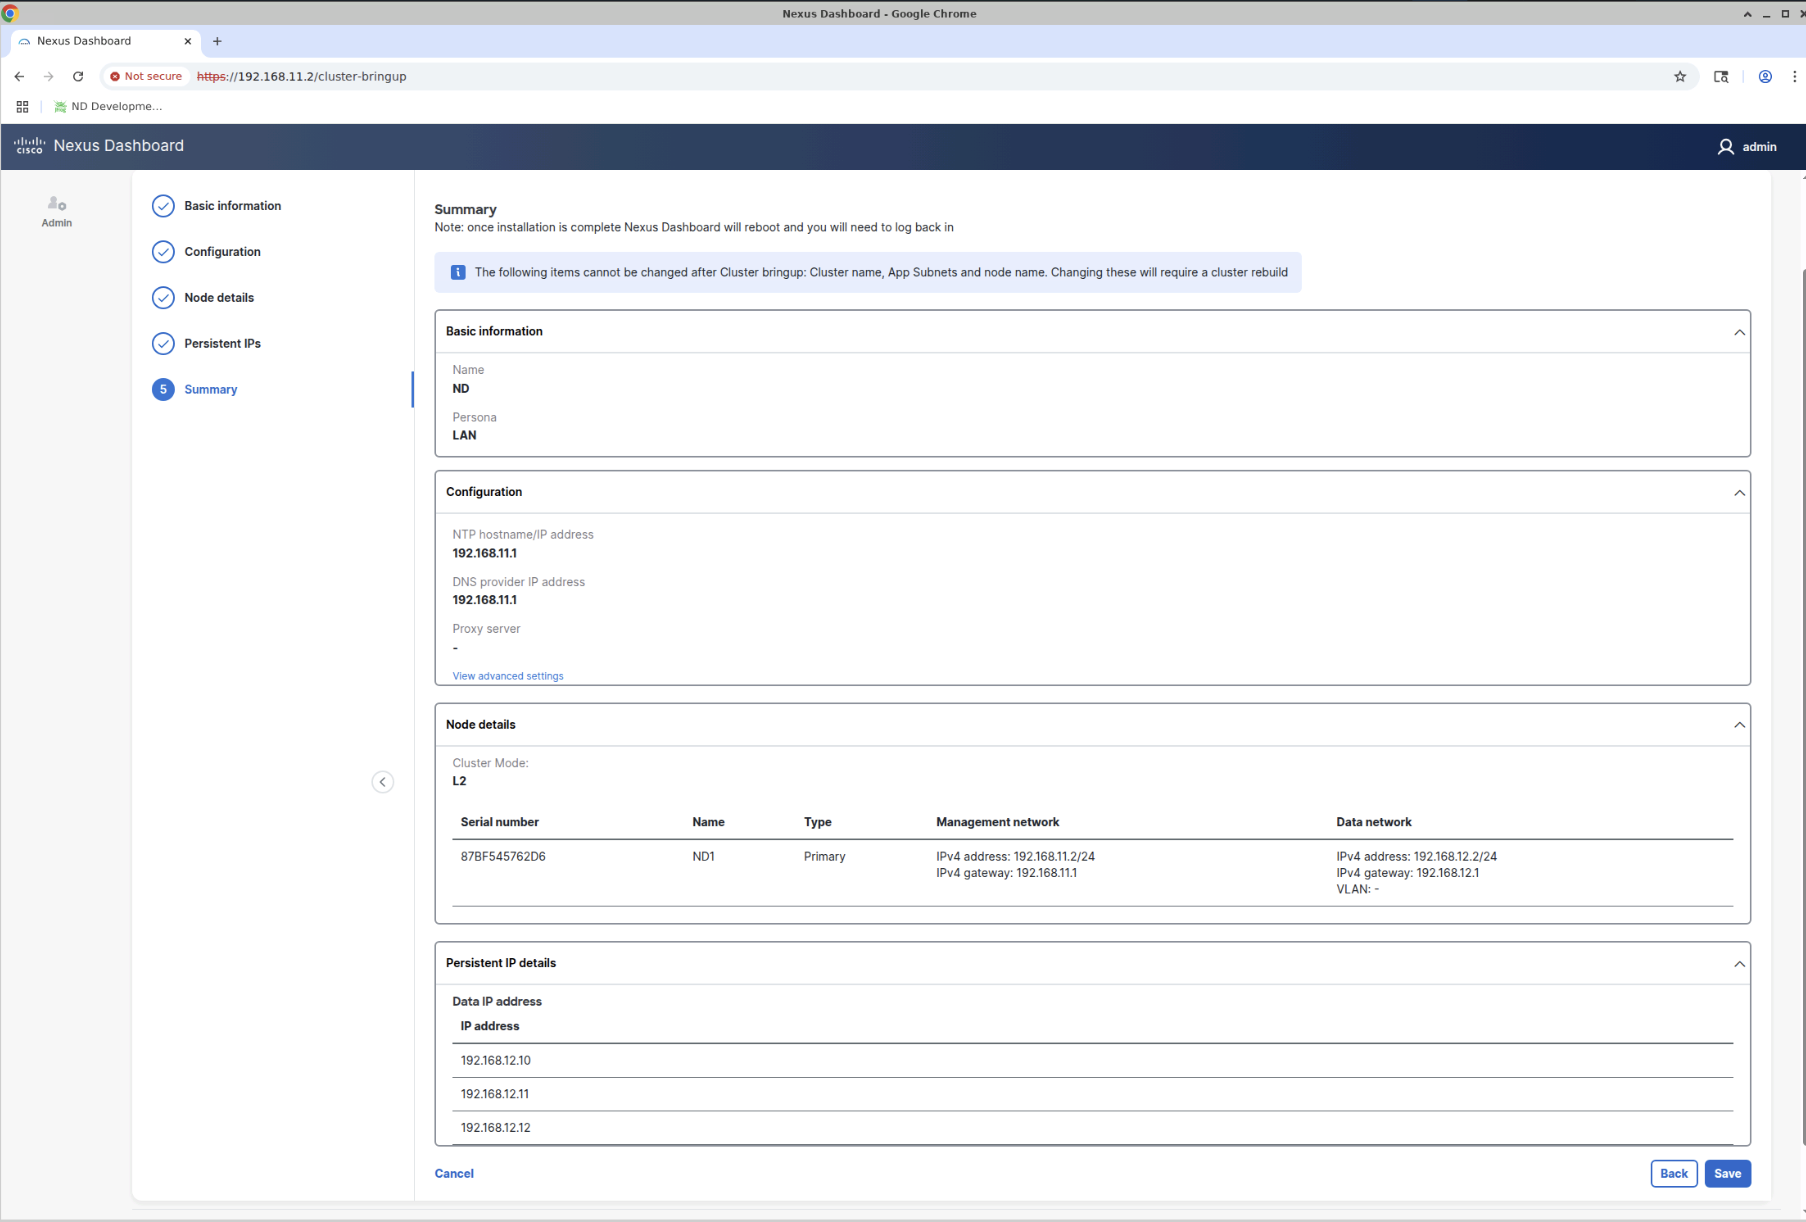 Nexus Dashboard - Google Chrome
Nexus Dashboard
Not secure https://192.168.11.2/cluster-bringup
ND Developme...
CISCO Nexus Dashboard
admin
Admin
Basic information
Configuration
Node details
Persistent IPs
5 Summary
Summary
Note: once installation is complete Nexus Dashboard will reboot and you will need to log back in
The following items cannot be changed after Cluster bringup: Cluster name, App Subnets and node name. Changing these will require a cluster rebuild
Basic information
Name
ND
Persona
LAN
Configuration
NTP hostname/IP address
192.168.11.1
DNS provider IP address
192.168.11.1
Proxy server
-
View advanced settings
Node details
Cluster Mode:
L2
Serial number Name Type Management network Data network
87BF545762D6 ND1 Primary IPv4 address: 192.168.11.2/24 IPv4 address: 192.168.12.2/24
IPv4 gateway: 192.168.11.1 IPv4 gateway: 192.168.12.1
VLAN: -
Persistent IP details
Data IP address
IP address
192.168.12.10
192.168.12.11
192.168.12.12
Cancel
Back
Save